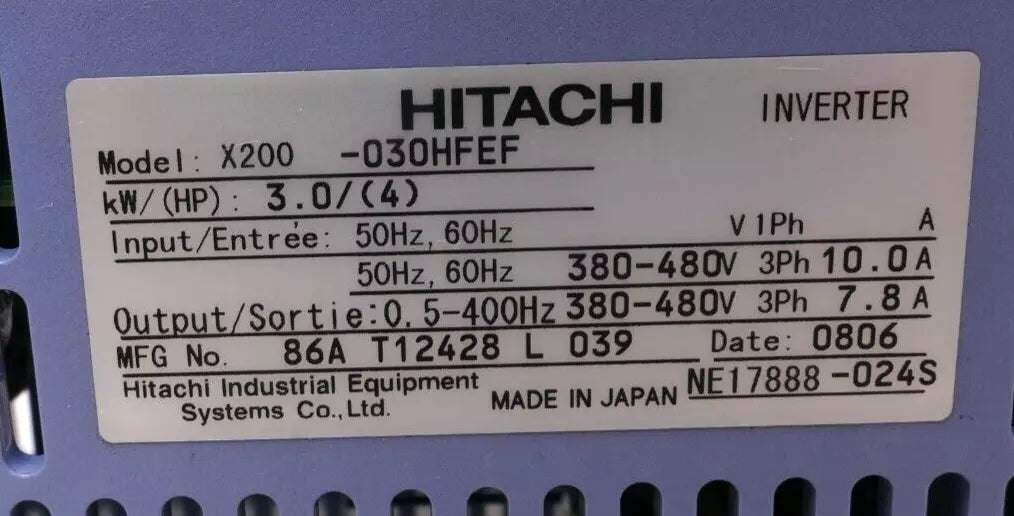 HITACHI INVERTER
Model: X200 -030HFEF
kW/(HP): 3.0/(4)
Input/Entrée: 50Hz, 60Hz V 1Ph A
50Hz, 60Hz 380-480V 3Ph 10.0 A
Output/Sortie: 0.5-400Hz 380-480V 3Ph 7.8 A
MFG No. 86A T12428 L 039 Date: 0806
Hitachi Industrial Equipment
Systems Co., Ltd. MADE IN JAPAN NE17888-024S